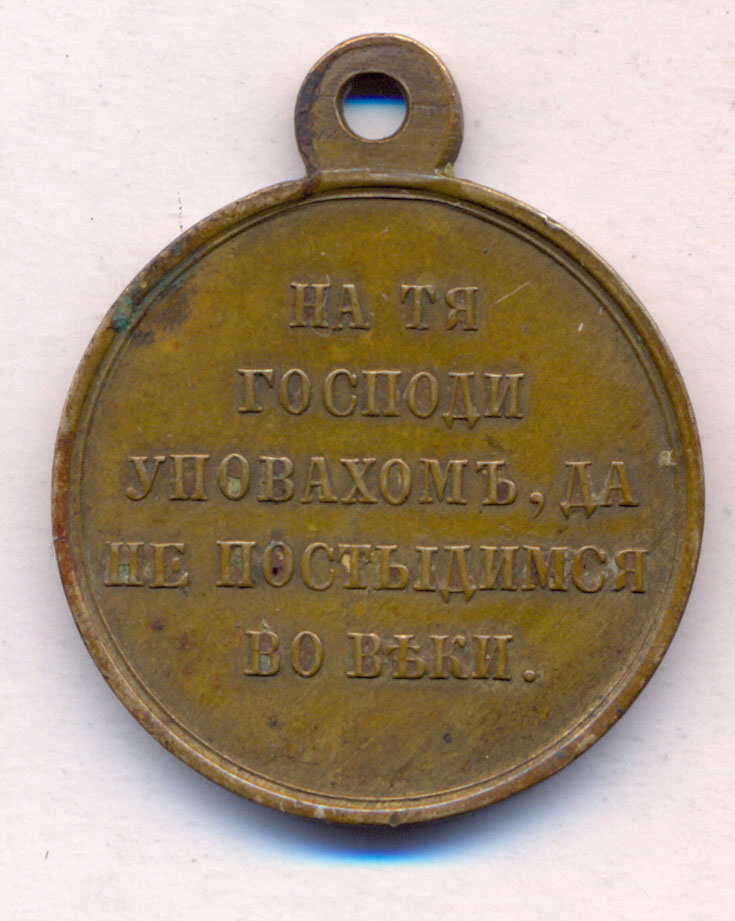 НА ТЯ
ГОСПОДИ
УПОВАХОМЪ, ДА
НЕ ПОСТЫДИМСЯ
ВО ВѢКИ.